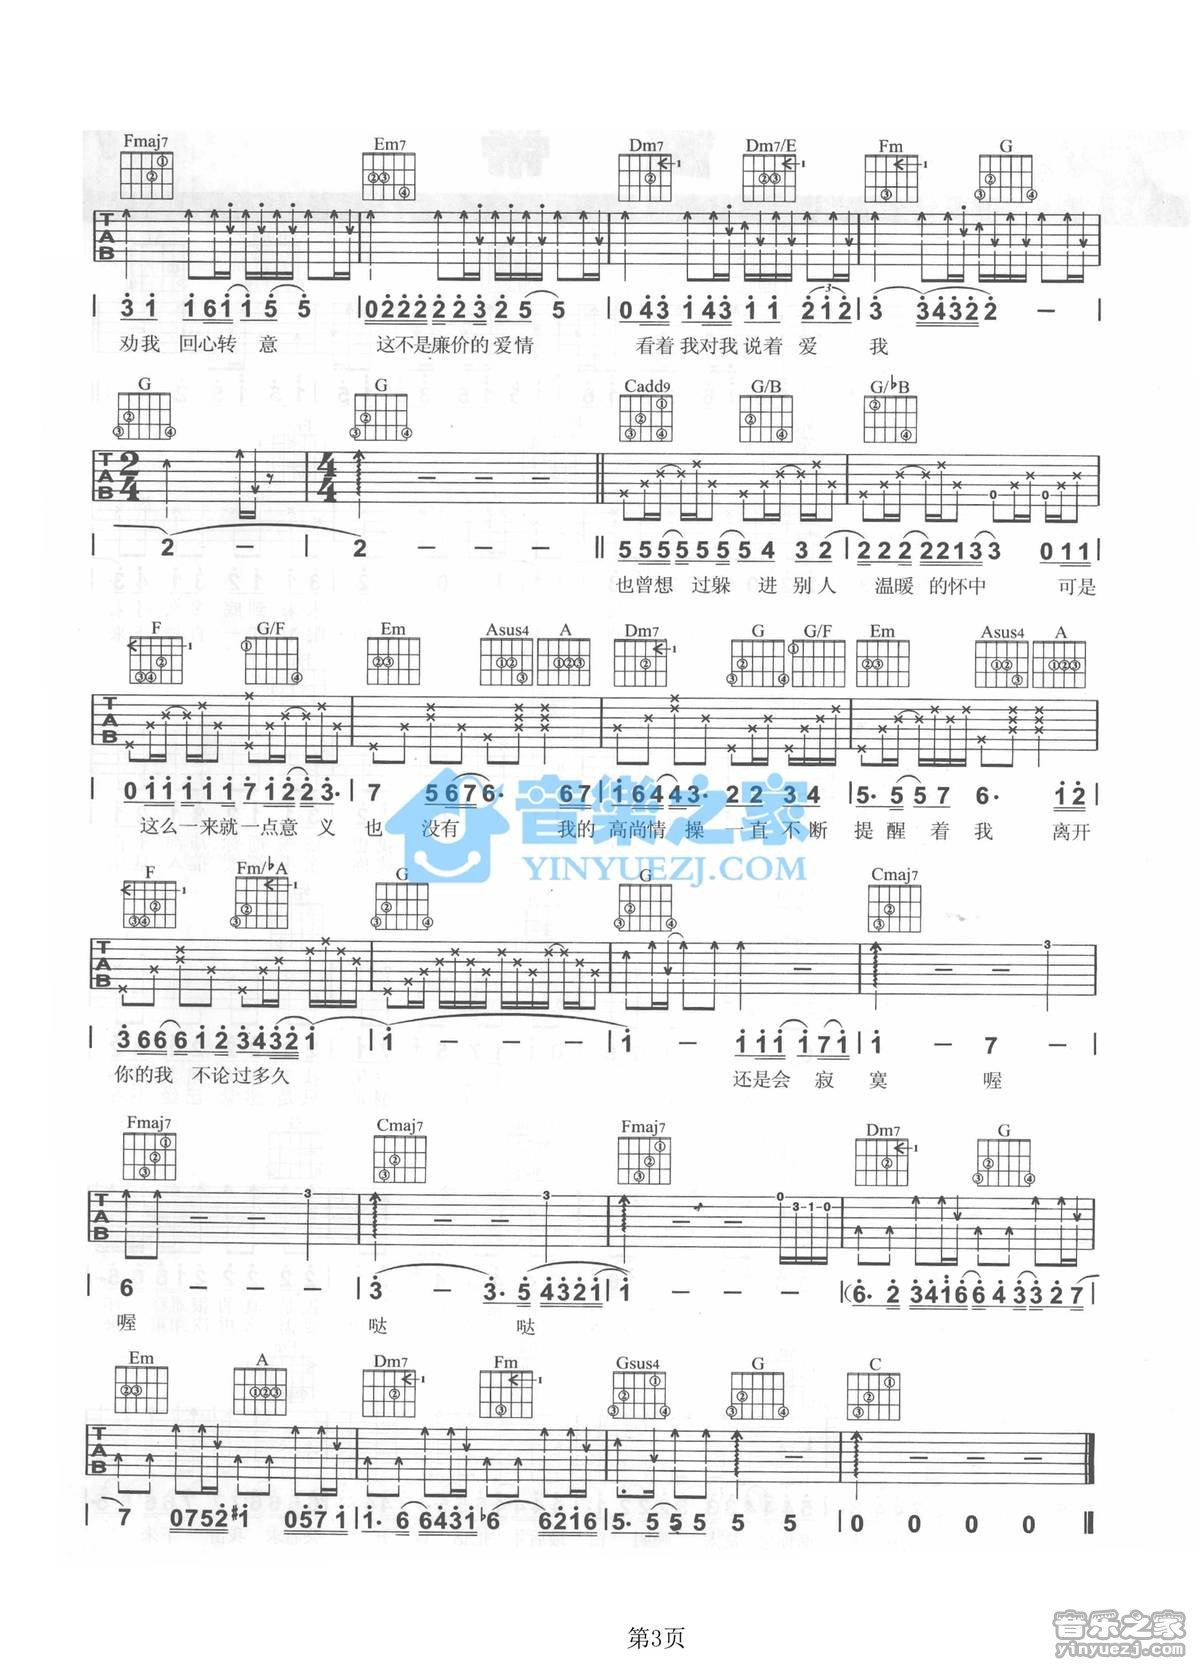 Fmaj7 Em7 Dm7 Dm7/E Fm G
TAB
3 1 1 6 1 1 5 5 | 0 2 2 2 2 2 3 2 5 5 | 0 4 3 1 4 3 1 1 2 1 2 | 3 3 4 3 2 2 – |
劝我 回心转 意 这不是廉价的爱情 看着我对我说着 爱 我
G G Cadd9 G/B G/♭B
TAB 2/4 4/4
| 2 – | 2 – – – ‖ 5 5 5 5 5 5 5 5 4 3 2 | 2 2 2 2 2 2 1 3 3 0 1 1 |
也曾想 过躲 进 别人 温暖 的怀中 可是
F G/F Em Asus4 A Dm7 G G/F Em Asus4 A
TAB
| 0 1 1 1 1 1 7 1 2 2 3· | 7 5 6 7 6· 6 7 | 1 6 4 4 3· 2 2 3 4 | 5· 5 5 7 6· 1 2 |
这么一来就一点意 义 也 没有 我的 高尚情 操 一直 不断 提 醒 着 我 离开
音樂之家
YINYUEZJ.COM
F Fm/♭A G G Cmaj7
TAB
| 3 6 6 6 1 2 3 4 3 2 1 | 1 – – – | 1 – 1 1 1 1 7 1 | 1 – 7 – |
你的我 不论过多久 还是会 寂 寞 喔
Fmaj7 Cmaj7 Fmaj7 Dm7 G
TAB
| 6 – – – | 3 – 3· 5 4 3 2 1 | 1 – – – | (6· 2 3 4 1 6 6 4 3 3 2 7 |
喔 哒 哒
Em A Dm7 Fm Gsus4 G C
TAB
| 7 0 7 5 2 #1 0 5 7 1 | 1· 6 6 4 3 1 ♭6 6 2 1 6 | 5· 5 5 5 5 5 | 0 0 0 0 ‖
第3页
音乐之家
yinyuezj.com